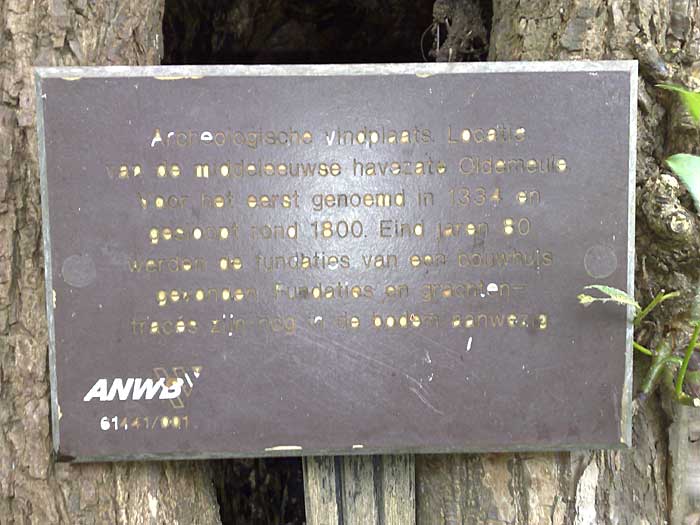 Archeologische vindplaats. Locatie
van de middeleeuwse havezate Oldemeule.
Voor het eerst genoemd in 1334 en
gesloopt rond 1800. Eind jaren 80
werden de fundaties van een bouwhuis
gevonden. Fundaties en grachten-
tracés zijn nog in de bodem aanwezig
ANWB
61441/001